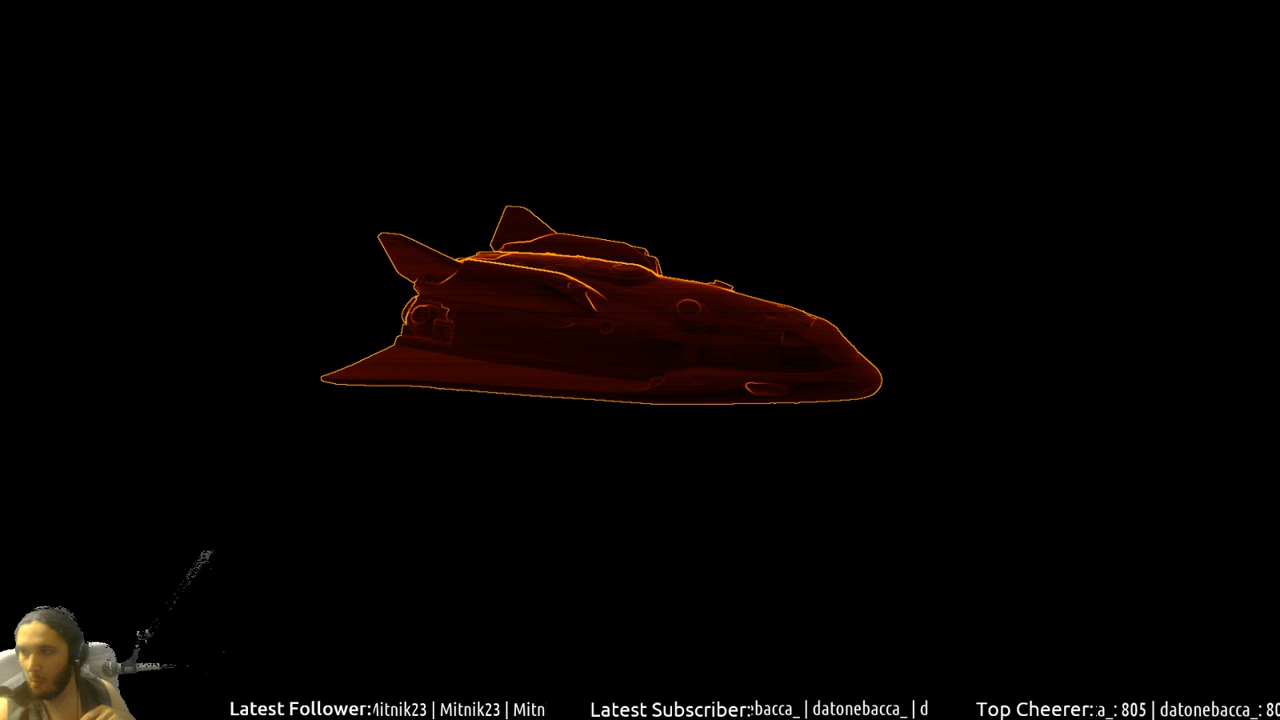 Latest Follower: Mitnik23 | Mitnik23 | Mitn Latest Subscriber: bacca_ | datonebacca_ | d Top Cheerer: a_: 805 | datonebacca_: 80